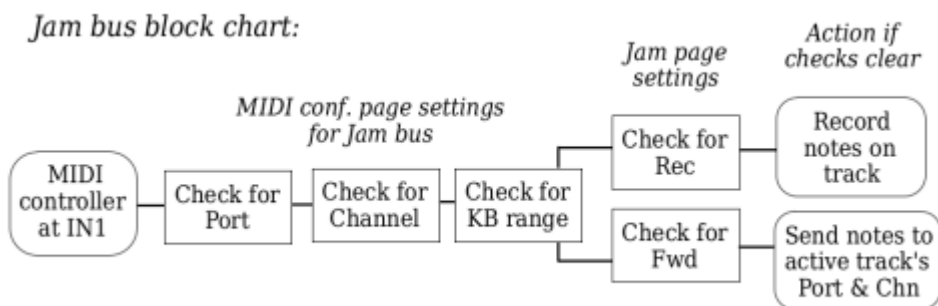 Jam bus block chart:
Action if
checks clear
Jam page
settings
MIDI conf. page settings
for Jam bus
MIDI
controller
at IN1
Check for
Port
Check for
Channel
Check for
KB range
Check for
Rec
Record
notes on
track
Check for
Fwd
Send notes to
active track's
Port & Chn